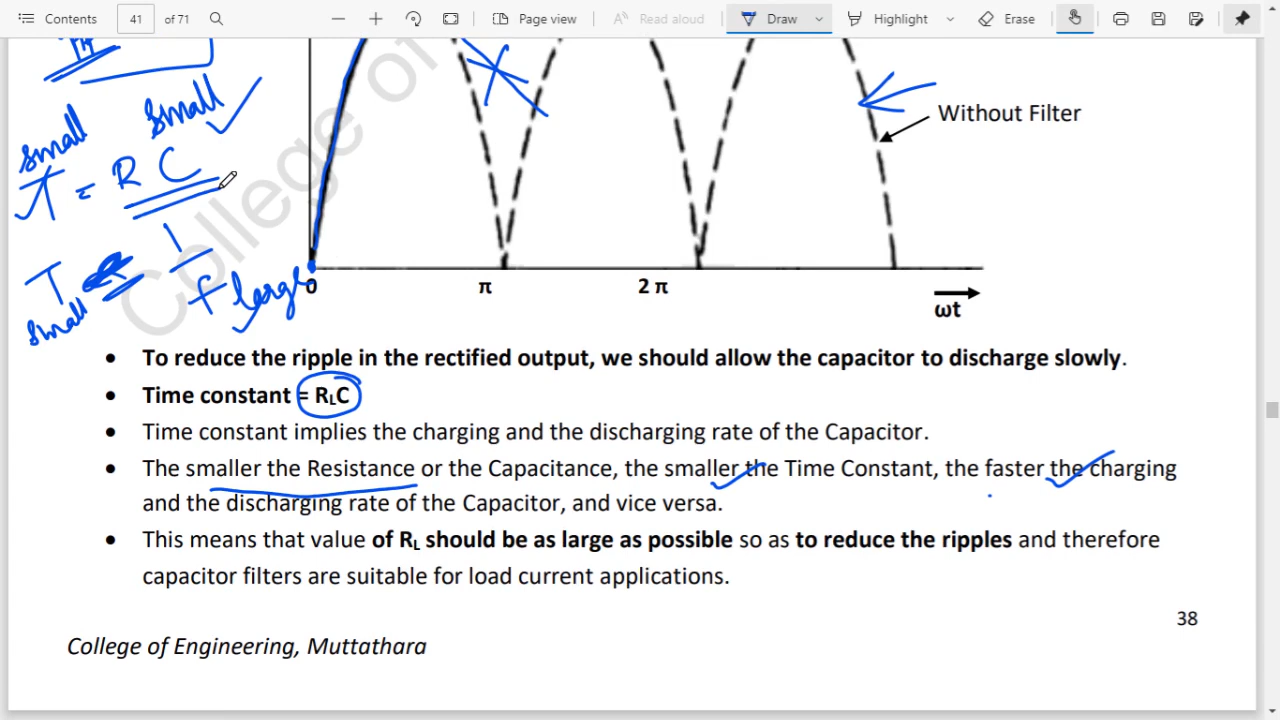 Contents 41 of 71 Page view Read aloud Draw Highlight Erase
small small
τ = R C
Without Filter
T 1
small f large
0 π 2 π
ωt
College of
• To reduce the ripple in the rectified output, we should allow the capacitor to discharge slowly.
• Time constant = RLC
• Time constant implies the charging and the discharging rate of the Capacitor.
• The smaller the Resistance or the Capacitance, the smaller the Time Constant, the faster the charging
and the discharging rate of the Capacitor, and vice versa.
• This means that value of RL should be as large as possible so as to reduce the ripples and therefore
capacitor filters are suitable for load current applications.
38
College of Engineering, Muttathara